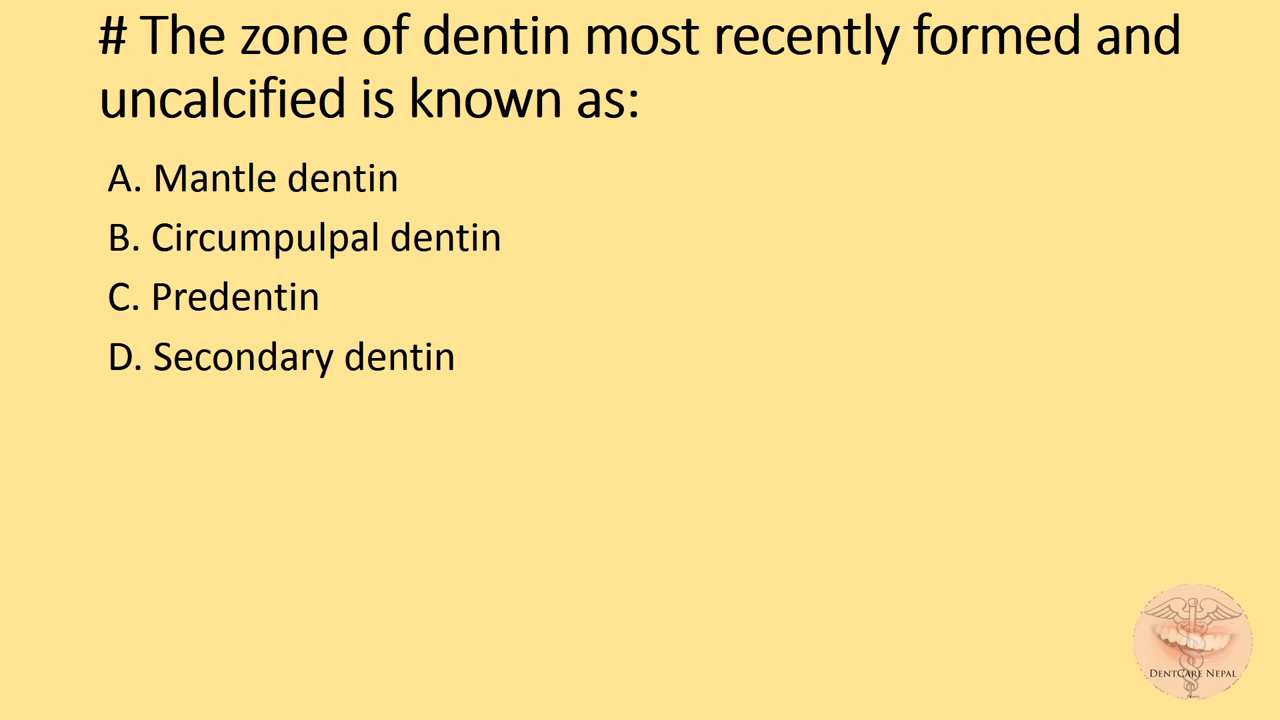 # The zone of dentin most recently formed and
uncalcified is known as:
A. Mantle dentin
B. Circumpulpal dentin
C. Predentin
D. Secondary dentin
DENTCARE NEPAL